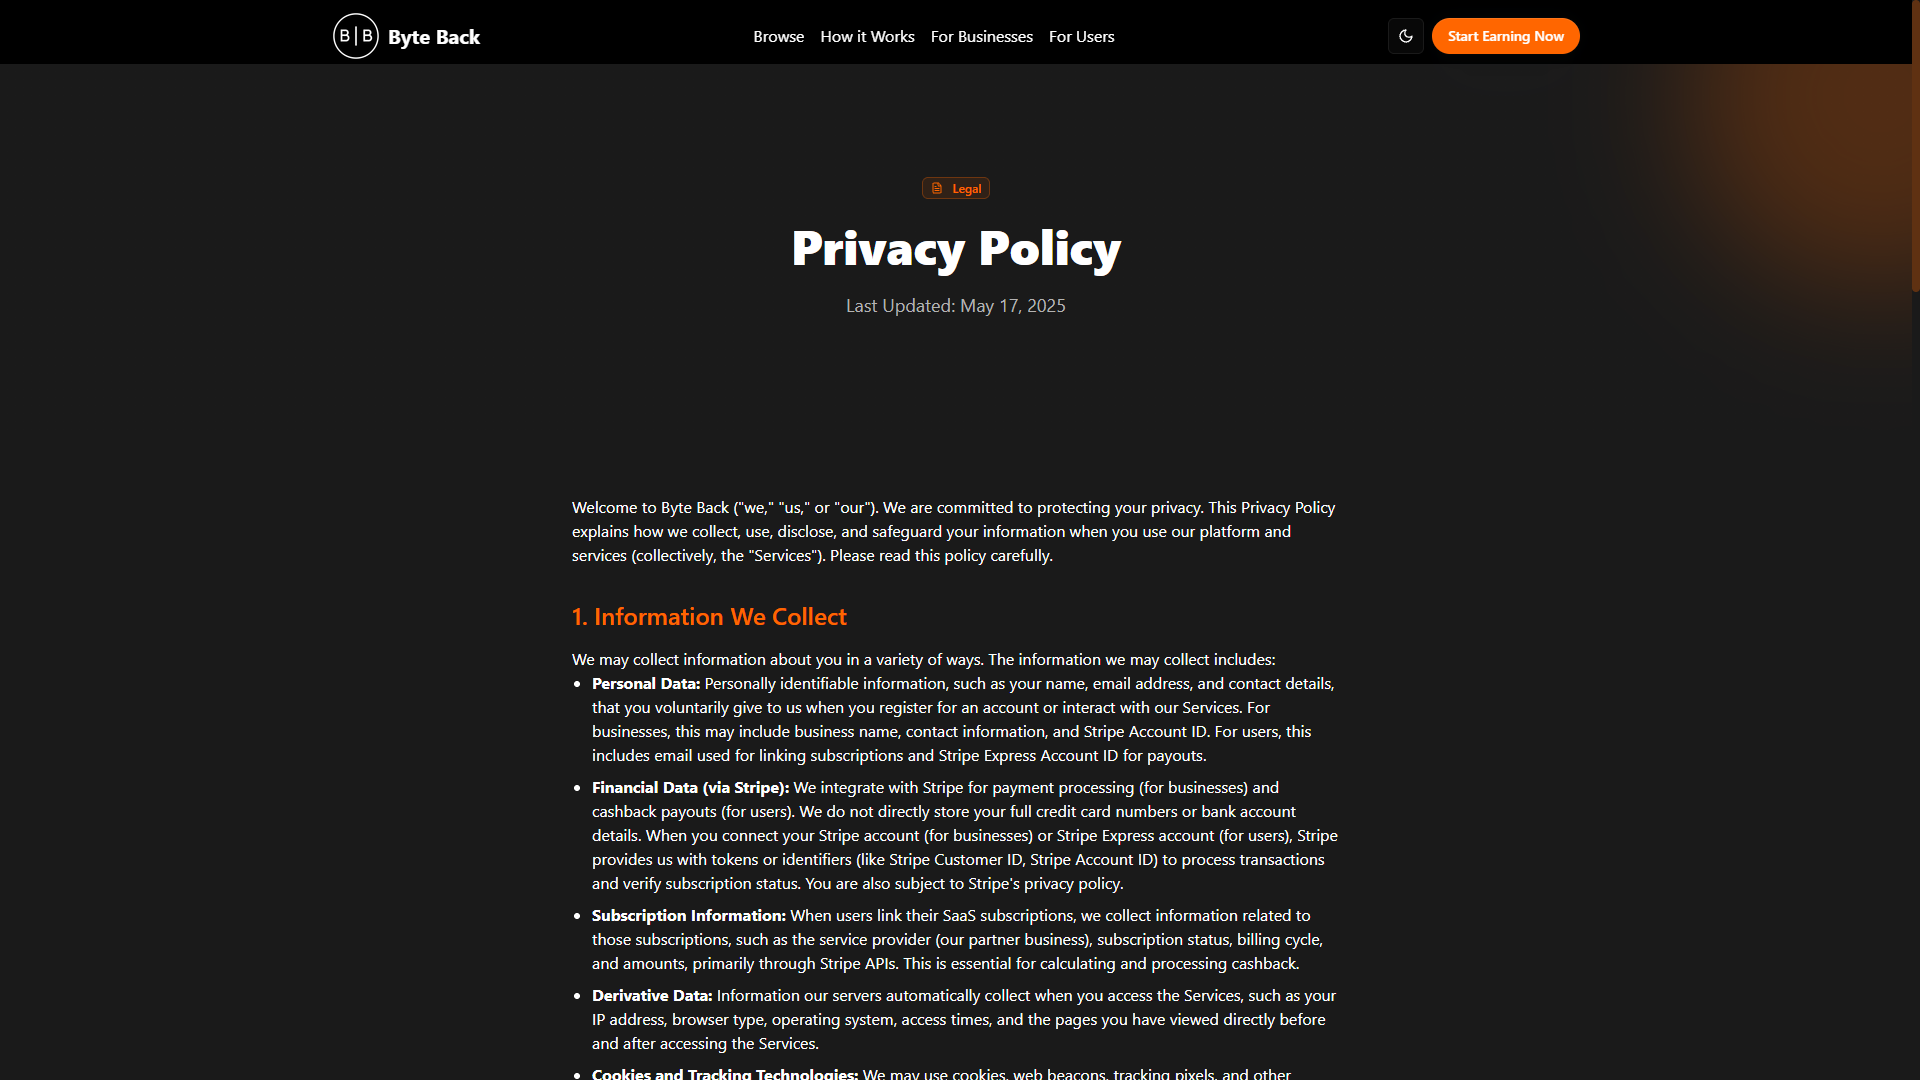 B|B Byte Back
Browse How it Works For Businesses For Users
Start Earning Now
Legal
Privacy Policy
Last Updated: May 17, 2025
Welcome to Byte Back ("we," "us," or "our"). We are committed to protecting your privacy. This Privacy Policy
explains how we collect, use, disclose, and safeguard your information when you use our platform and
services (collectively, the "Services"). Please read this policy carefully.
1. Information We Collect
We may collect information about you in a variety of ways. The information we may collect includes:
• Personal Data: Personally identifiable information, such as your name, email address, and contact details,
that you voluntarily give to us when you register for an account or interact with our Services. For
businesses, this may include business name, contact information, and Stripe Account ID. For users, this
includes email used for linking subscriptions and Stripe Express Account ID for payouts.
• Financial Data (via Stripe): We integrate with Stripe for payment processing (for businesses) and
cashback payouts (for users). We do not directly store your full credit card numbers or bank account
details. When you connect your Stripe account (for businesses) or Stripe Express account (for users), Stripe
provides us with tokens or identifiers (like Stripe Customer ID, Stripe Account ID) to process transactions
and verify subscription status. You are also subject to Stripe's privacy policy.
• Subscription Information: When users link their SaaS subscriptions, we collect information related to
those subscriptions, such as the service provider (our partner business), subscription status, billing cycle,
and amounts, primarily through Stripe APIs. This is essential for calculating and processing cashback.
• Derivative Data: Information our servers automatically collect when you access the Services, such as your
IP address, browser type, operating system, access times, and the pages you have viewed directly before
and after accessing the Services.
• Cookies and Tracking Technologies: We may use cookies, web beacons, tracking pixels, and other